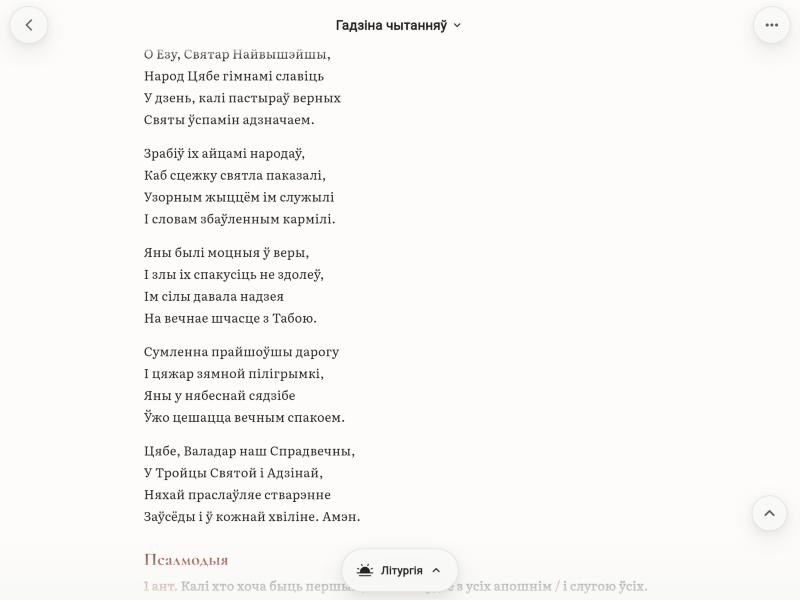 Гадзіна чытанняў
О Езу, Святар Найвышэйшы,
Народ Цябе гімнамі славіць
У дзень, калі пастыраў верных
Святы ўспамін адзначаем.
Зрабіў іх айцамі народаў,
Каб сцежку святла паказалі,
Узорным жыццём ім служылі
І словам збаўленным кармілі.
Яны былі моцныя ў веры,
І злы іх спакусіць не здолеў,
Ім сілы давала надзея
На вечнае шчасце з Табою.
Сумленна прайшоўшы дарогу
І цяжар зямной пілігрымкі,
Яны у нябеснай сядзібе
Ўжо цешацца вечным спакоем.
Цябе, Валадар наш Спрадвечны,
У Тройцы Святой і Адзінай,
Няхай праслаўляе стварэнне
Заўсёды і ў кожнай хвіліне. Амэн.
Псалмодыя
1 ант. Калі хто хоча быць з усіх апошнім / і слугою ўсіх.
Літургія